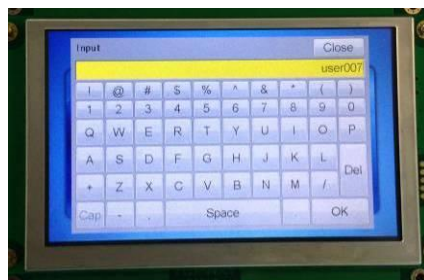 Input Close
user007
! @ # $ % ^ & * ( )
1 2 3 4 5 6 7 8 9 0
Q W E R T Y U I O P
A S D F G H J K L Del
+ Z X C V B N M /
Cap - , Space . OK